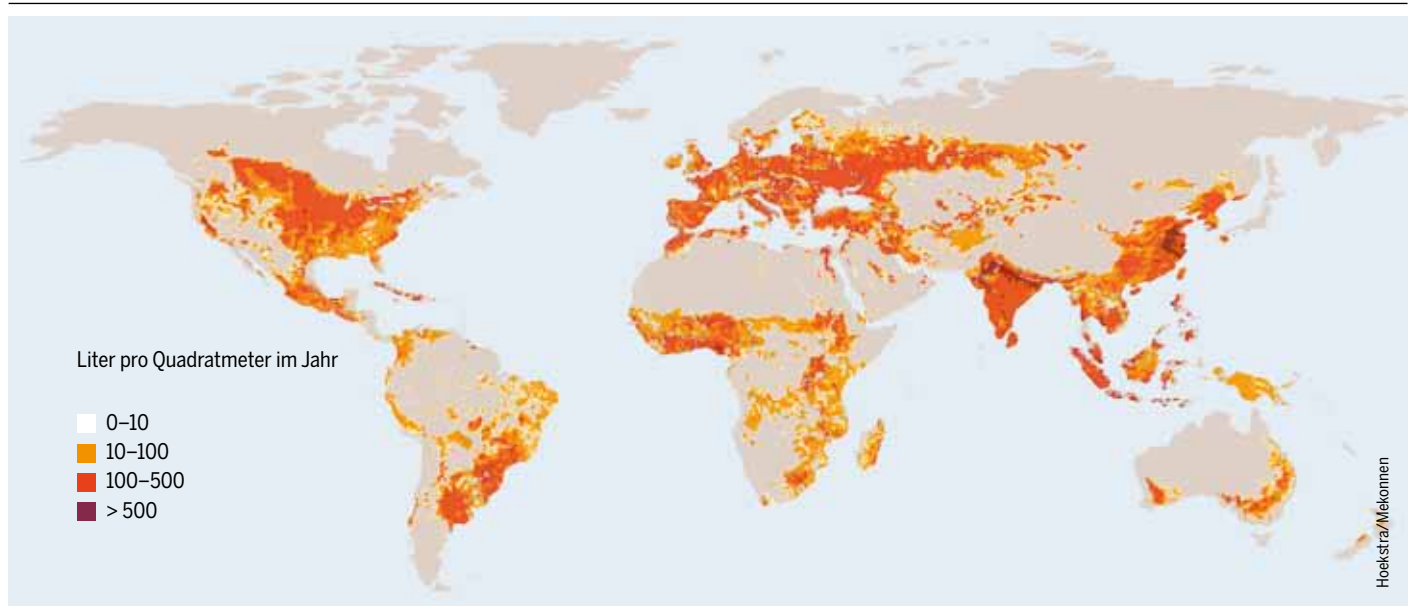 Liter pro Quadratmeter im Jahr
0–10
10–100
100–500
> 500
Hoekstra/Mekonnen